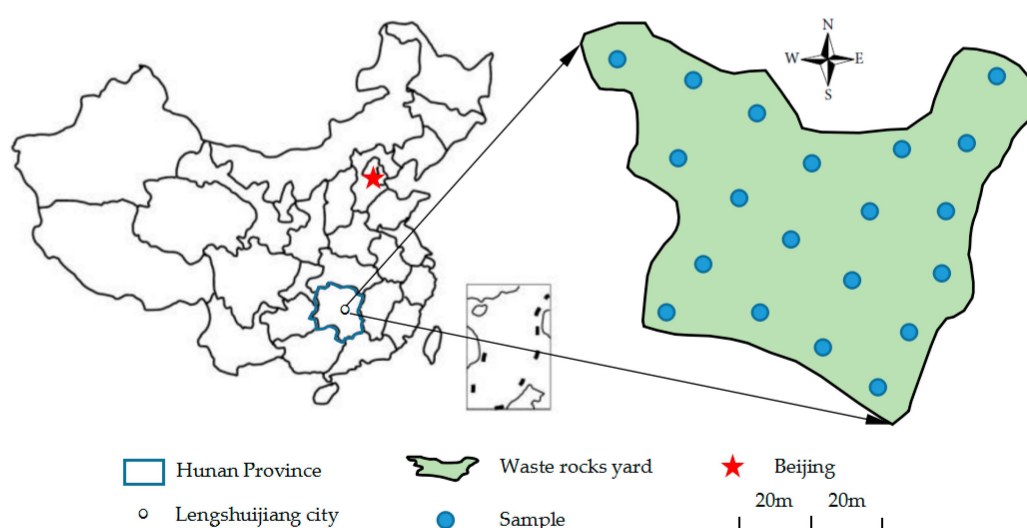 N
W E
S
Hunan Province
Waste rocks yard
Beijing
20m 20m
Lengshuijiang city
Sample